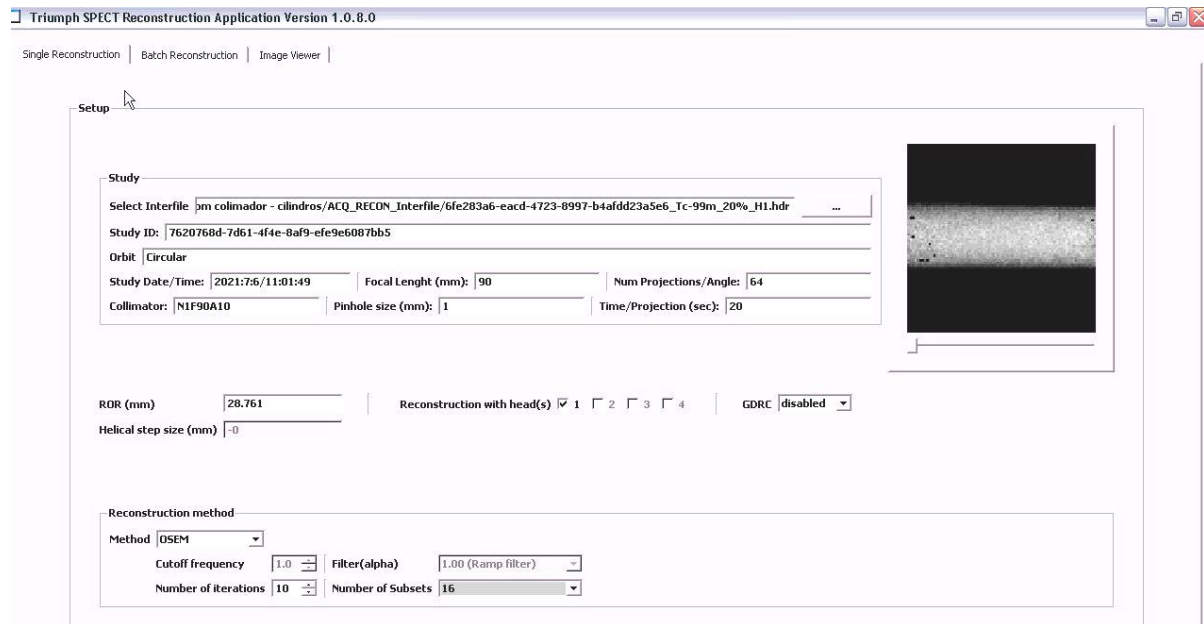 Triumph SPECT Reconstruction Application Version 1.0.8.0
Single Reconstruction Batch Reconstruction Image Viewer
Setup
Study
Select Interfile om colimador - cilindros/ACQ_RECON_Interfile/6fe283a6-eacd-4723-8997-b4afdd23a5e6_Tc-99m_20%_H1.hdr ...
Study ID: 7620768d-7d61-4f4e-8af9-efe9e6087bb5
Orbit Circular
Study Date/Time: 2021:7:6/11:01:49 Focal Lenght (mm): 90 Num Projections/Angle: 64
Collimator: N1F90A10 Pinhole size (mm): 1 Time/Projection (sec): 20
ROR (mm) 28.761 Reconstruction with head(s) 1 2 3 4 GDRC disabled
Helical step size (mm) -0
Reconstruction method
Method OSEM
Cutoff frequency 1.0 Filter(alpha) 1.00 (Ramp filter)
Number of iterations 10 Number of Subsets 16